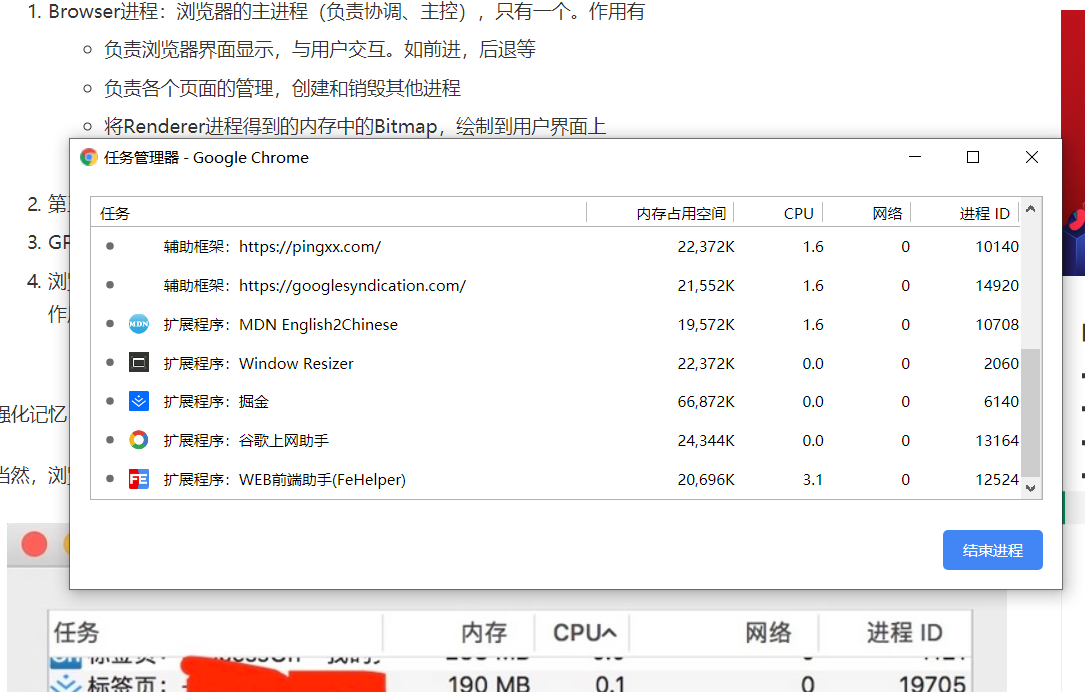 1. Browser进程：浏览器的主进程（负责协调、主控），只有一个。作用有
负责浏览器界面显示，与用户交互。如前进，后退等
负责各个页面的管理，创建和销毁其他进程
将Renderer进程得到的内存中的Bitmap，绘制到用户界面上
任务管理器 - Google Chrome
2. 第
3. GP
4. 浏
作
强化记忆
当然，浏
任务 内存占用空间 CPU 网络 进程 ID
辅助框架：https://pingxx.com/ 22,372K 1.6 0 10140
辅助框架：https://googlesyndication.com/ 21,552K 1.6 0 14920
MDN 扩展程序：MDN English2Chinese 19,572K 1.6 0 10708
扩展程序：Window Resizer 22,372K 0.0 0 2060
扩展程序：掘金 66,872K 0.0 0 6140
扩展程序：谷歌上网助手 24,344K 0.0 0 13164
FE 扩展程序：WEB前端助手(FeHelper) 20,696K 3.1 0 12524
结束进程
任务 内存 CPU 网络 进程 ID
标签页： 190 MB 0.1 0 19705